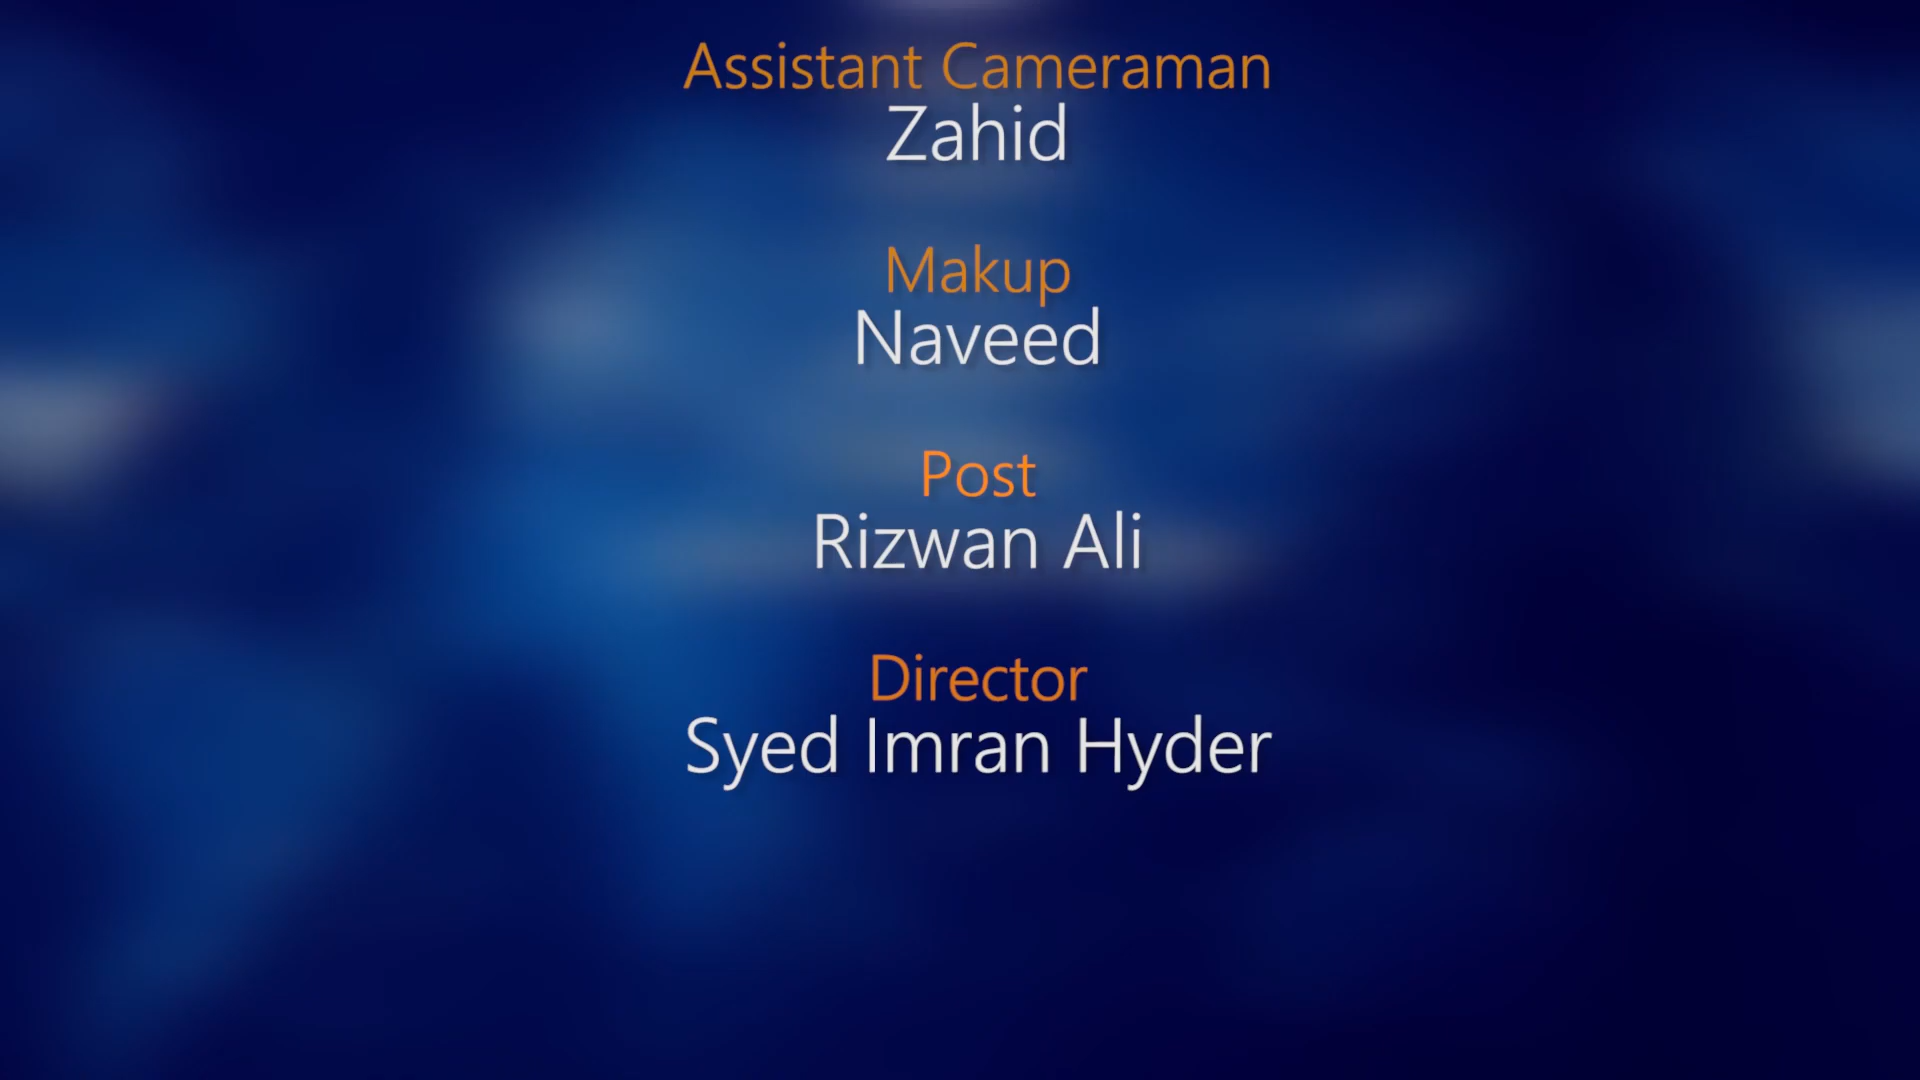 Assistant Cameraman
Zahid
Makup
Naveed
Post
Rizwan Ali
Director
Syed Imran Hyder